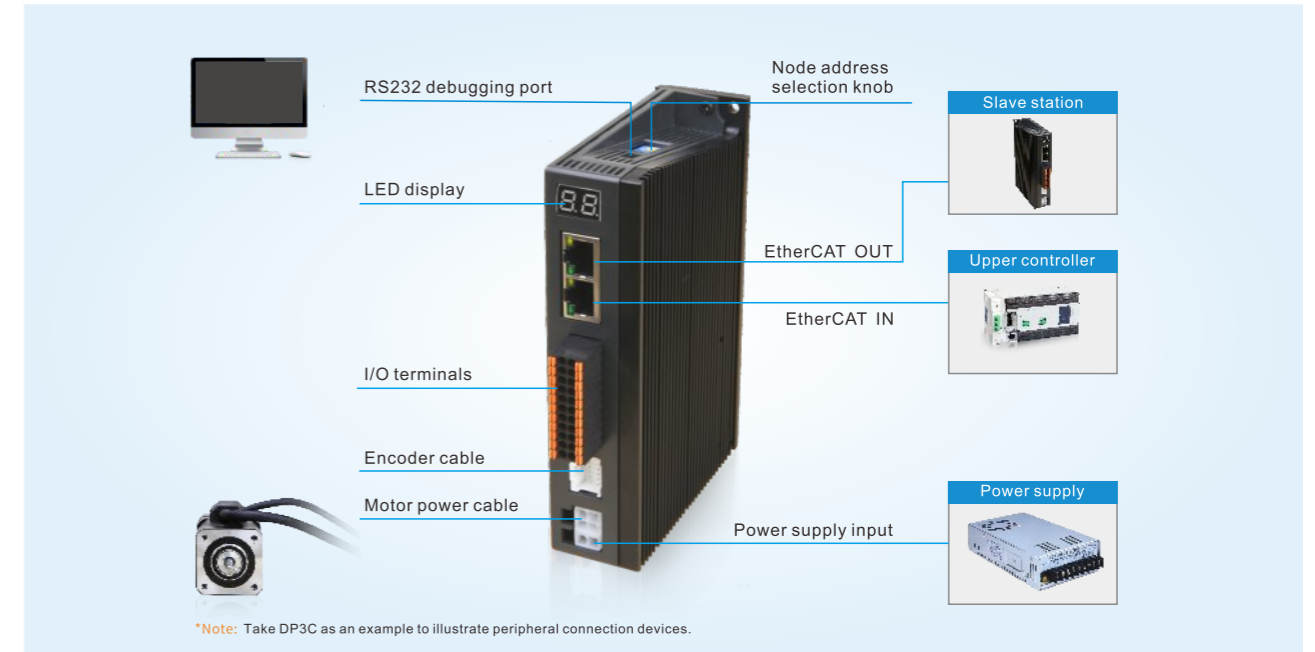 Node address
selection knob
RS232 debugging port
Slave station
LED display
EtherCAT OUT
Upper controller
EtherCAT IN
I/O terminals
Encoder cable
Power supply
Motor power cable
Power supply input
*Note: Take DP3C as an example to illustrate peripheral connection devices.